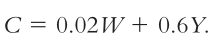 C = 0.02W + 0.6Y.